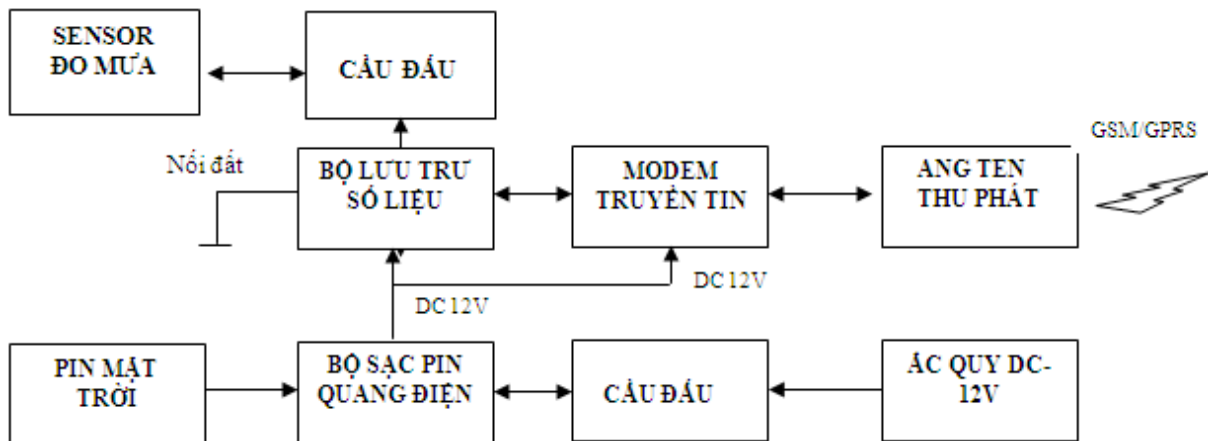 SENSOR
ĐO MƯA
CẦU ĐẤU
GSM/GPRS
Nối đất
BỘ LƯU TRƯ
SỐ LIỆU
MODEM
TRUYỀN TIN
ANG TEN
THU PHÁT
DC 12V
DC 12V
PIN MẶT
TRỜI
BỘ SẠC PIN
QUANG ĐIỆN
CẦU ĐẤU
ẮC QUY DC-
12V